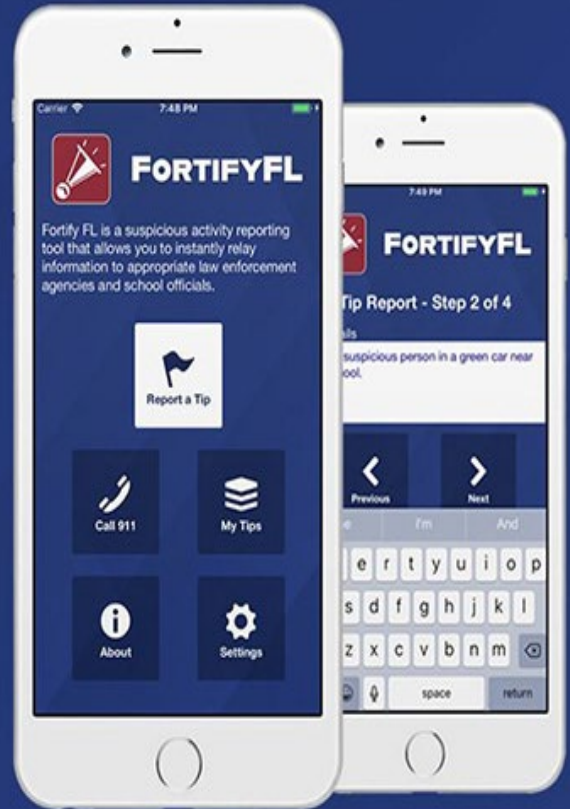 Carrier 7:48 PM
FORTIFYFL
Fortify FL is a suspicious activity reporting
tool that allows you to instantly relay
information to appropriate law enforcement
agencies and school officials.
Report a Tip
Call 911
My Tips
About
Settings
7:49 PM
FORTIFYFL
Tip Report - Step 2 of 4
suspicious person in a green car near
Previous
Next
I'm
And
e r t y u i o p
s d f g h j k l
z x c v b n m
space
return